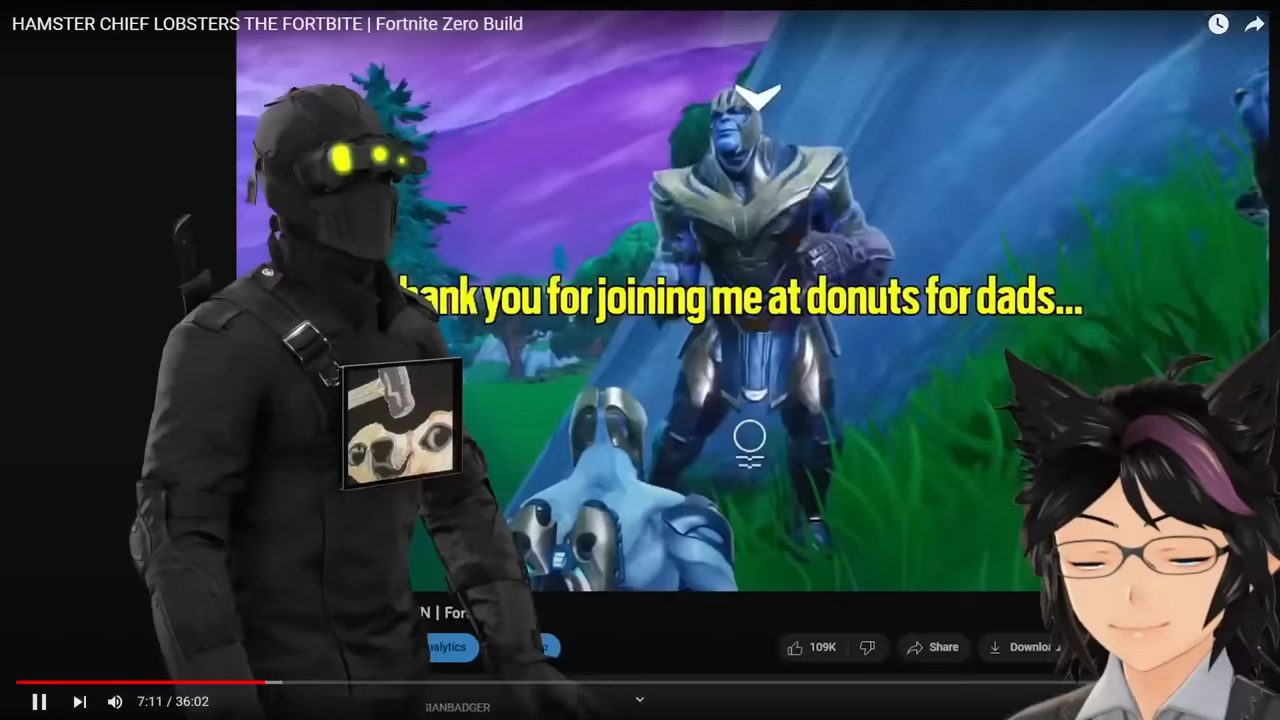 HAMSTER CHIEF LOBSTERS THE FORTBITE | Fortnite Zero Build
hank you for joining me at donuts for dads...
N | For
nalytics
109K
Share
Download
7:11 / 36:02
SIANBADGER